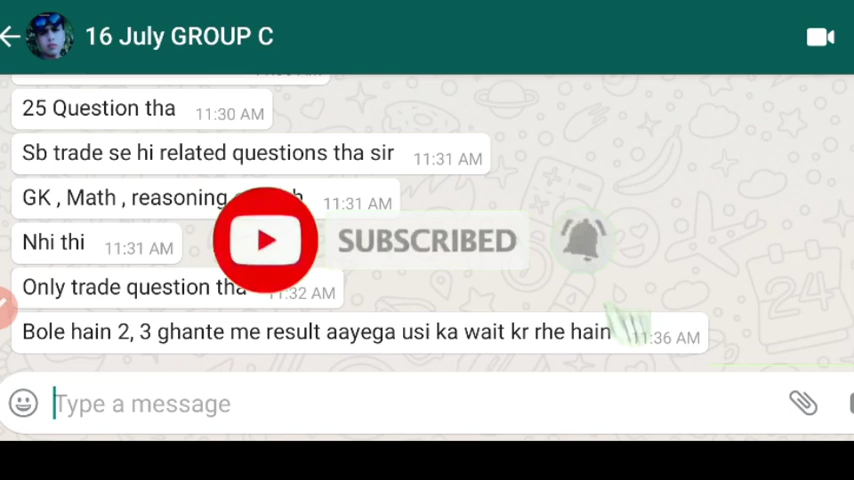 16 July GROUP C
25 Question tha 11:30 AM
Sb trade se hi related questions tha sir 11:31 AM
GK , Math , reasoning 11:31 AM
Nhi thi 11:31 AM
SUBSCRIBED
24
Only trade question tha 11:32 AM
Bole hain 2, 3 ghante me result aayega usi ka wait kr rhe hain 11:36 AM
Type a message